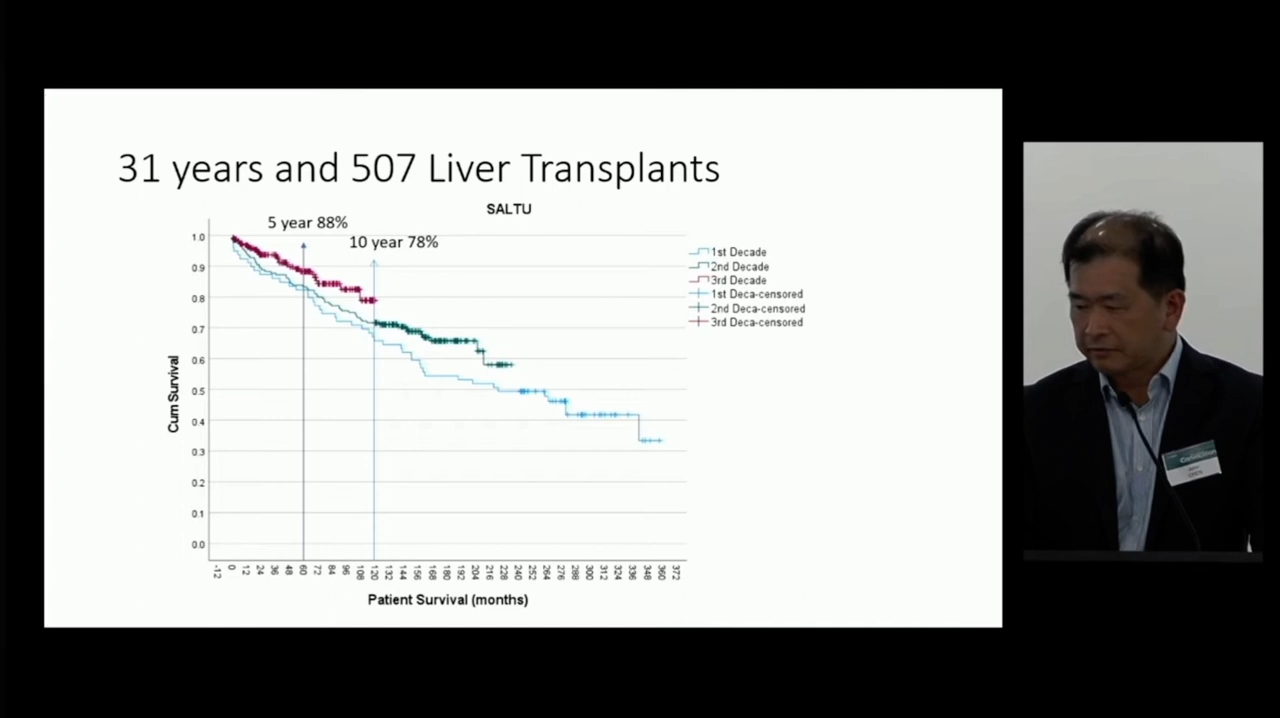 31 years and 507 Liver Transplants
SALTU
5 year 88%
10 year 78%
1st Decade
2nd Decade
3rd Decade
1st Deca-censored
2nd Deca-censored
3rd Deca-censored
Cum Survival
1.0
0.9
0.8
0.7
0.6
0.5
0.4
0.3
0.2
0.1
0.0
-12 0 12 24 36 48 60 72 84 96 108 120 132 144 156 168 180 192 204 216 228 240 252 264 276 288 300 312 324 336 348 360 372
Patient Survival (months)